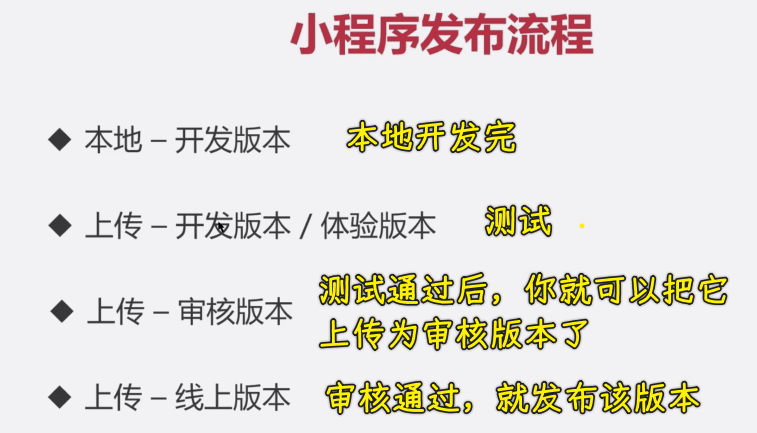 小程序发布流程
◆ 本地 – 开发版本 本地开发完
◆ 上传 – 开发版本 / 体验版本 测试
测试通过后，你就可以把它
◆ 上传 – 审核版本 上传为审核版本了
◆ 上传 – 线上版本 审核通过，就发布该版本